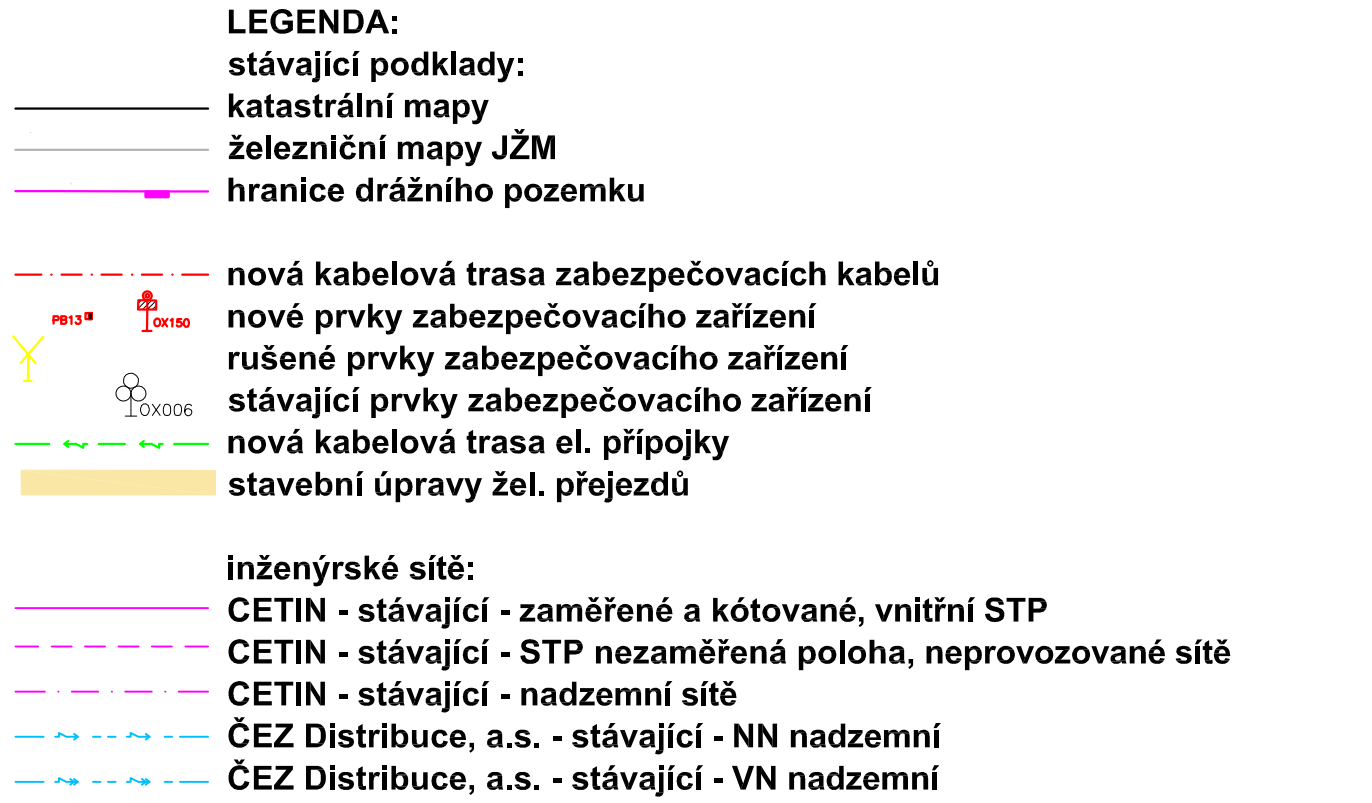 LEGENDA:
stávající podklady:
katastrální mapy
železniční mapy JŽM
hranice drážního pozemku
nová kabelová trasa zabezpečovacích kabelů
PB13 OX150 nové prvky zabezpečovacího zařízení
rušené prvky zabezpečovacího zařízení
OX006 stávající prvky zabezpečovacího zařízení
nová kabelová trasa el. přípojky
stavební úpravy žel. přejezdů
inženýrské sítě:
CETIN - stávající - zaměřené a kótované, vnitřní STP
CETIN - stávající - STP nezaměřená poloha, neprovozované sítě
CETIN - stávající - nadzemní sítě
ČEZ Distribuce, a.s. - stávající - NN nadzemní
ČEZ Distribuce, a.s. - stávající - VN nadzemní